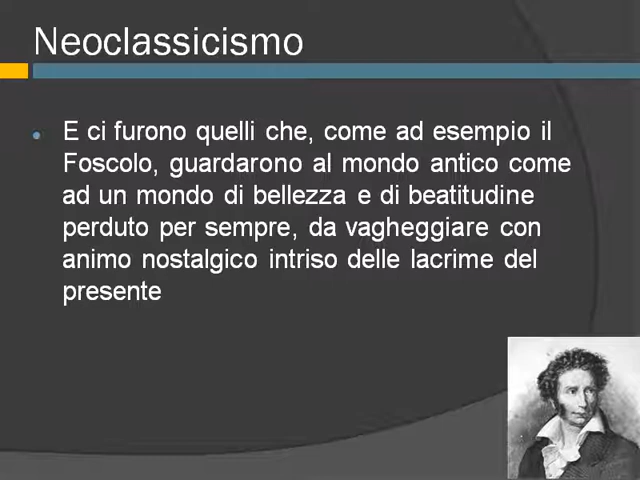 Neoclassicismo
E ci furono quelli che, come ad esempio il
Foscolo, guardarono al mondo antico come
ad un mondo di bellezza e di beatitudine
perduto per sempre, da vagheggiare con
animo nostalgico intriso delle lacrime del
presente